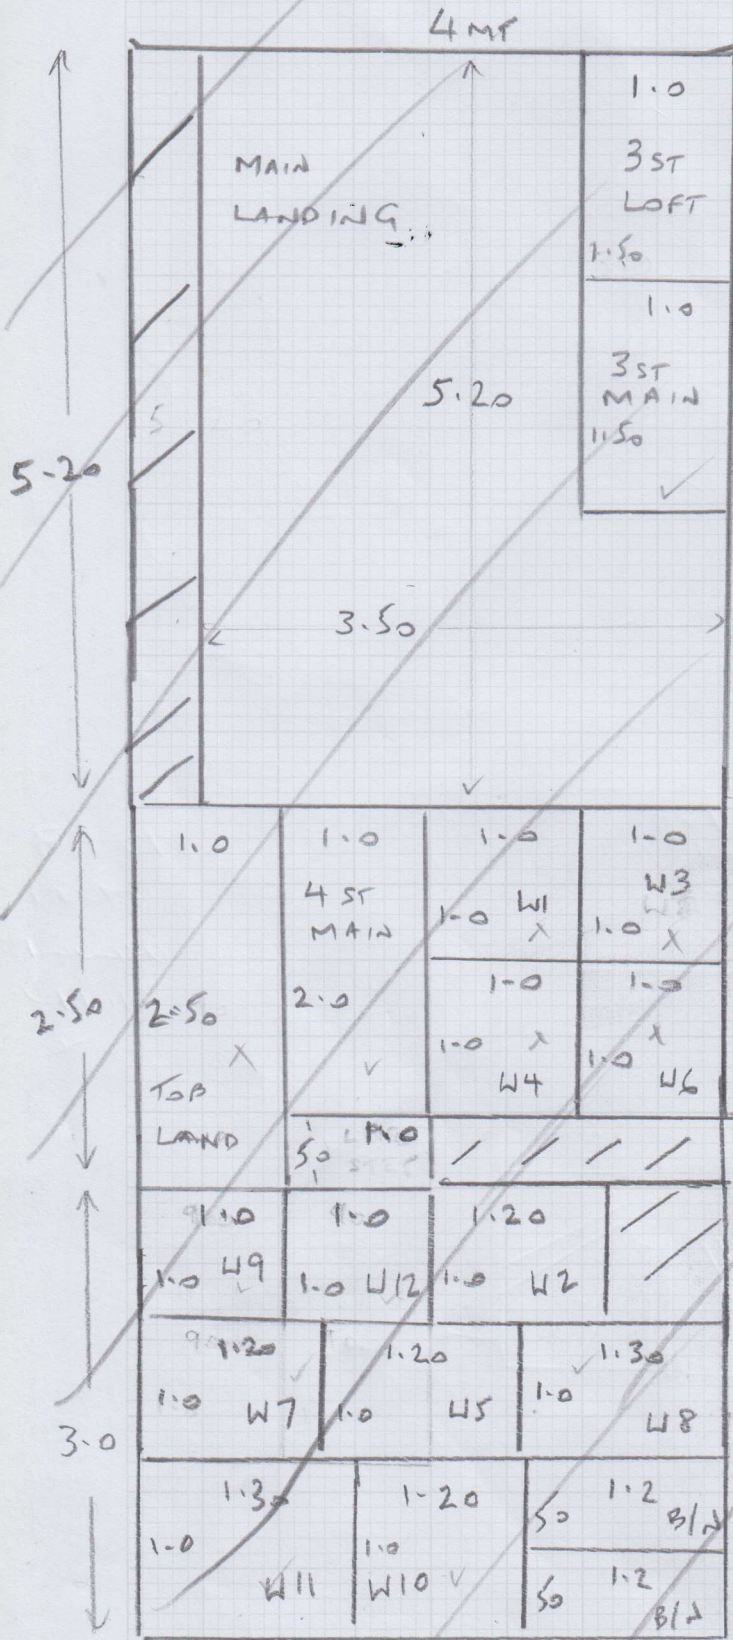 4 MT
MAIN
LANDING
1.0
3 ST
LOFT
1.50
1.0
3 ST
MAIN
1.50
5.20
5.20
3.50
1.0
1.0
1.0
1.0
4 ST
MAIN
1.0 W1
X
W3
1.0
X
2.50
2.50
X
TOP
LAND
2.0
1.0
1.0 X
W4
1.0
X
1.0
W6
50
1.0
1.0
1.0 W9
1.0
1.0 W12
1.20
1.0 W2
1.20
1.0 W7
1.20
1.0 W5
1.30
1.0
W8
3.0
1.30
1.0
W11
1.20
1.0
W10
1.2
50 B/N
1.2
50 B/N